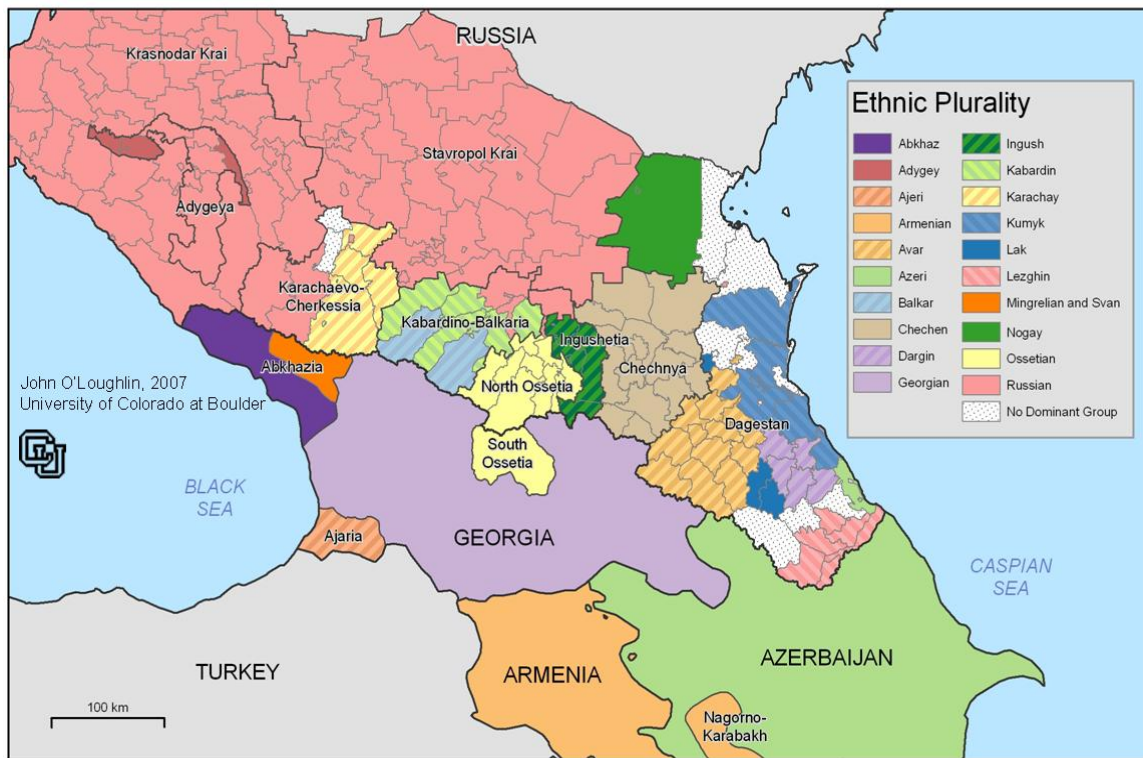 RUSSIA
Krasnodar Krai
Stavropol Krai
Adygeya
Karachaevo-
Cherkessia
Kabardino-Balkaria
Ingushetia
Abkhazia
North Ossetia
Chechnya
South
Ossetia
Dagestan
John O'Loughlin, 2007
University of Colorado at Boulder
CU
BLACK
SEA
Ajaria
GEORGIA
CASPIAN
SEA
TURKEY
ARMENIA
AZERBAIJAN
Nagorno-
Karabakh
100 km
Ethnic Plurality
Abkhaz
Adygey
Ajeri
Armenian
Avar
Azeri
Balkar
Chechen
Dargin
Georgian
Ingush
Kabardin
Karachay
Kumyk
Lak
Lezghin
Mingrelian and Svan
Nogay
Ossetian
Russian
No Dominant Group